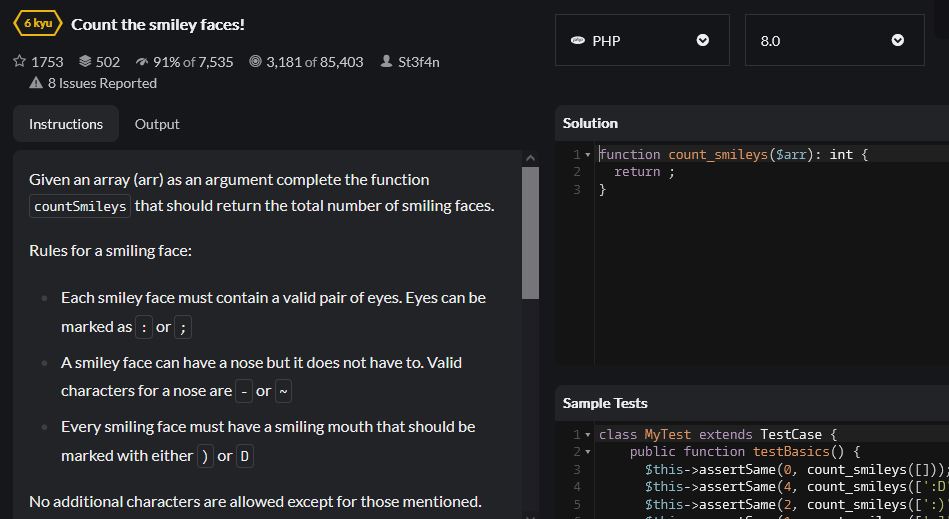 6 kyu Count the smiley faces!
1753 502 91% of 7,535 3,181 of 85,403 St3f4n
8 Issues Reported
Instructions Output
Given an array (arr) as an argument complete the function
countSmileys that should return the total number of smiling faces.
Rules for a smiling face:
Each smiley face must contain a valid pair of eyes. Eyes can be
marked as : or ;
A smiley face can have a nose but it does not have to. Valid
characters for a nose are - or ~
Every smiling face must have a smiling mouth that should be
marked with either ) or D
No additional characters are allowed except for those mentioned.
PHP 8.0
Solution
1 function count_smileys($arr): int {
2 return ;
3 }
Sample Tests
1 class MyTest extends TestCase {
2 public function testBasics() {
3 $this->assertSame(0, count_smileys([]));
4 $this->assertSame(4, count_smileys([':D'
5 $this->assertSame(2, count_smileys([':)